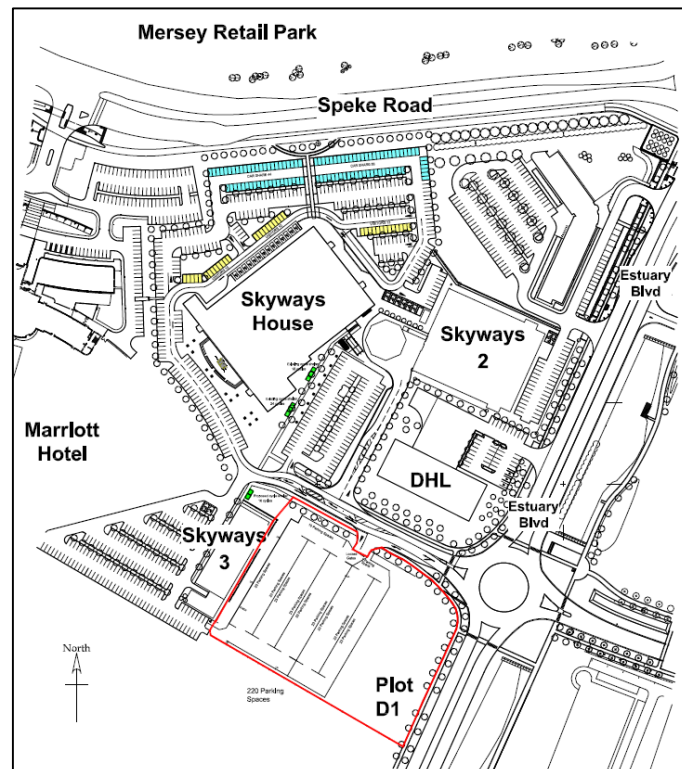 Mersey Retail Park
Speke Road
Estuary
Blvd
Skyways
House
Skyways
2
Marriott
Hotel
DHL
Estuary
Blvd
Skyways
3
North
220 Parking
Spaces
Plot
D1